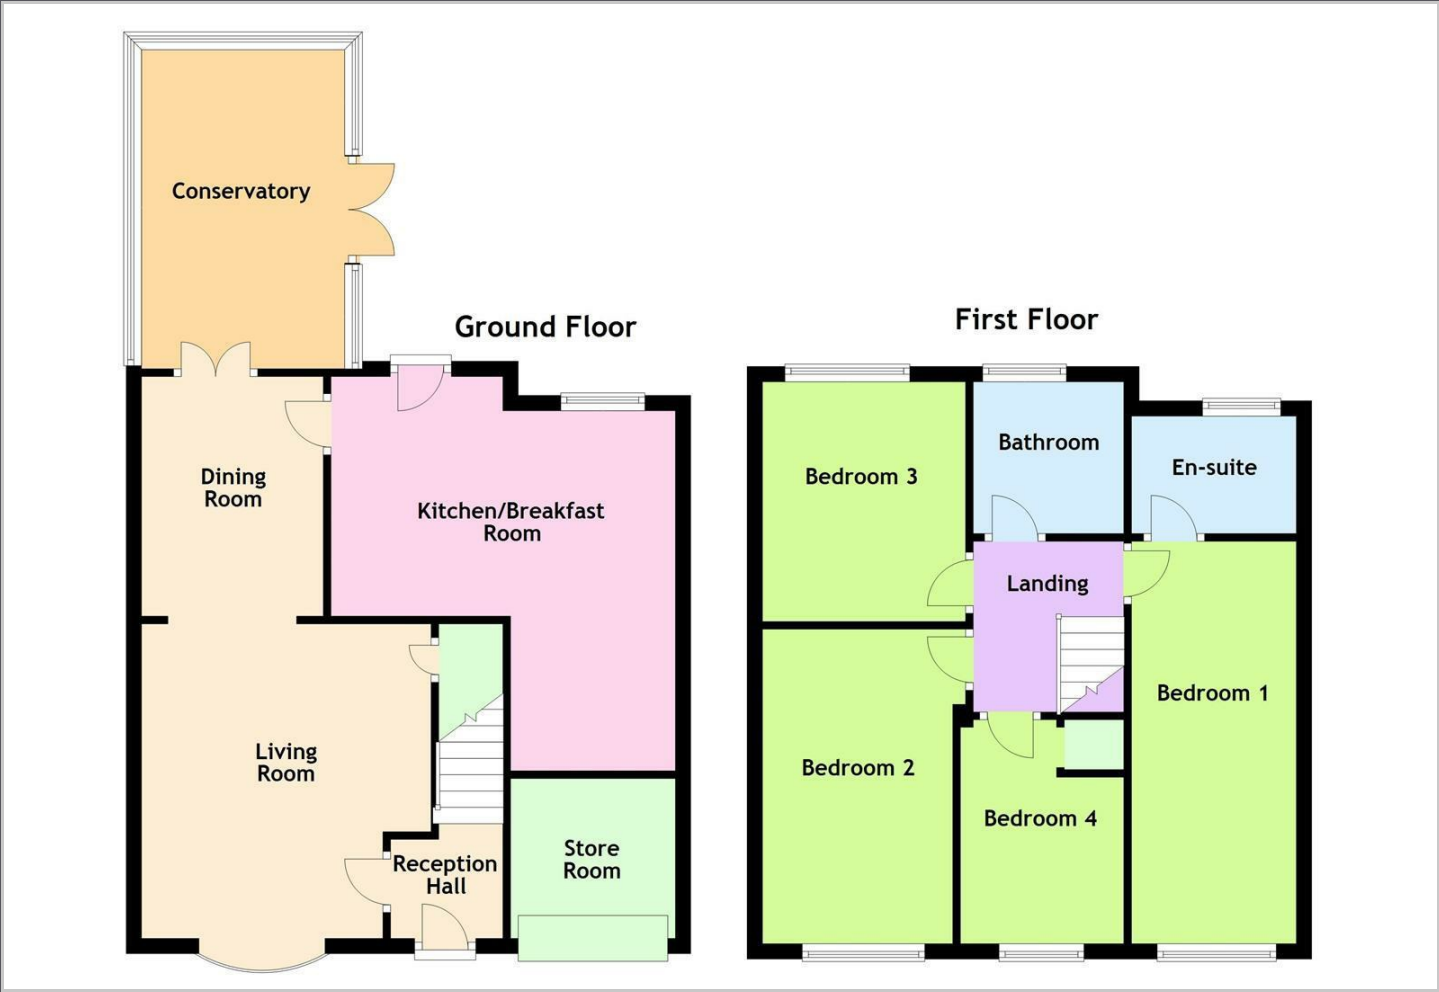 Conservatory
Ground Floor
Dining
Room
Kitchen/Breakfast
Room
Living
Room
Reception
Hall
Store
Room
First Floor
Bedroom 3
Bathroom
En-suite
Landing
Bedroom 1
Bedroom 2
Bedroom 4